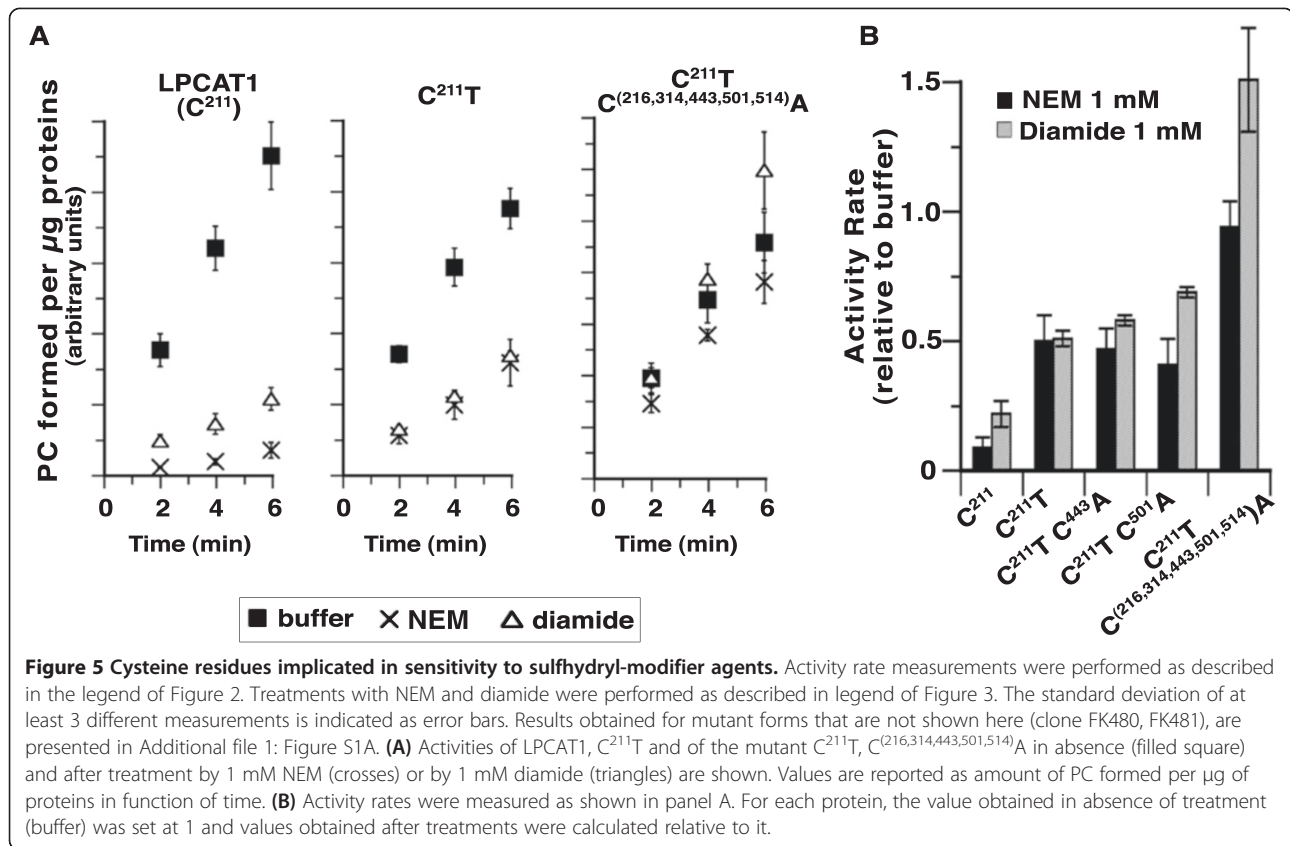 A
B
LPCAT1
(C²¹¹)
C²¹¹T
C²¹¹T
C⁽²¹⁶,³¹⁴,⁴⁴³,⁵⁰¹,⁵¹⁴⁾A
PC formed per µg proteins
(arbitrary units)
0 2 4 6
0 2 4 6
0 2 4 6
Time (min)
Time (min)
Time (min)
buffer NEM diamide
Activity Rate
(relative to buffer)
1.5
1.0
0.5
0
NEM 1 mM
Diamide 1 mM
C²¹¹
C²¹¹T
C²¹¹T C⁴⁴³A
C²¹¹T C⁵⁰¹A
C²¹¹T
C⁽²¹⁶,³¹⁴,⁴⁴³,⁵⁰¹,⁵¹⁴⁾A
Figure 5 Cysteine residues implicated in sensitivity to sulfhydryl-modifier agents. Activity rate measurements were performed as described
in the legend of Figure 2. Treatments with NEM and diamide were performed as described in legend of Figure 3. The standard deviation of at
least 3 different measurements is indicated as error bars. Results obtained for mutant forms that are not shown here (clone FK480, FK481), are
presented in Additional file 1: Figure S1A. (A) Activities of LPCAT1, C²¹¹T and of the mutant C²¹¹T, C⁽²¹⁶,³¹⁴,⁴⁴³,⁵⁰¹,⁵¹⁴⁾A in absence (filled square)
and after treatment by 1 mM NEM (crosses) or by 1 mM diamide (triangles) are shown. Values are reported as amount of PC formed per µg of
proteins in function of time. (B) Activity rates were measured as shown in panel A. For each protein, the value obtained in absence of treatment
(buffer) was set at 1 and values obtained after treatments were calculated relative to it.